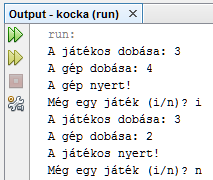 Output - kocka (run)
run:
A játékos dobása: 3
A gép dobása: 4
A gép nyert!
Még egy játék (i/n)? i
A játékos dobása: 3
A gép dobása: 2
A játékos nyert!
Még egy játék (i/n)? n